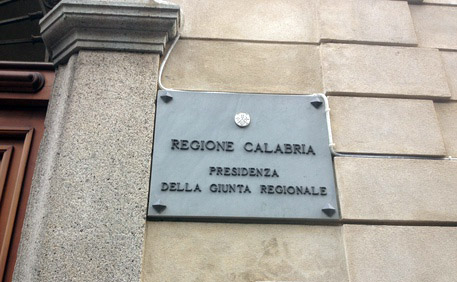 REGIONE CALABRIA
PRESIDENZA
DELLA GIUNTA REGIONALE